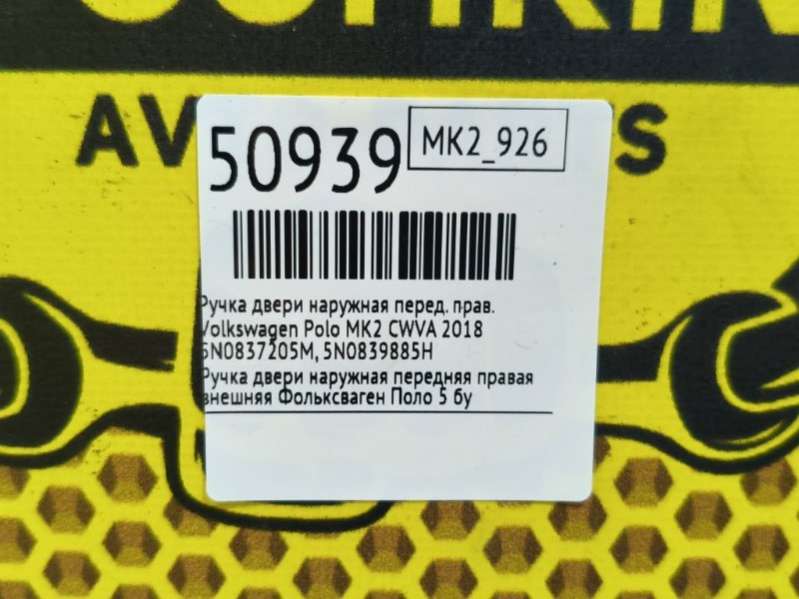 AV S
50939
MK2_926
Ручка двери наружная перед. прав.
Volkswagen Polo MK2 CWVA 2018
5N0837205M, 5N0839885H
Ручка двери наружная передняя правая
внешняя Фольксваген Поло 5 бу